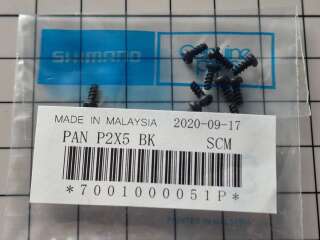 SHIMANO
MADE IN MALAYSIA 2020-09-17
PAN P2X5 BK SCM
*7001000051P*